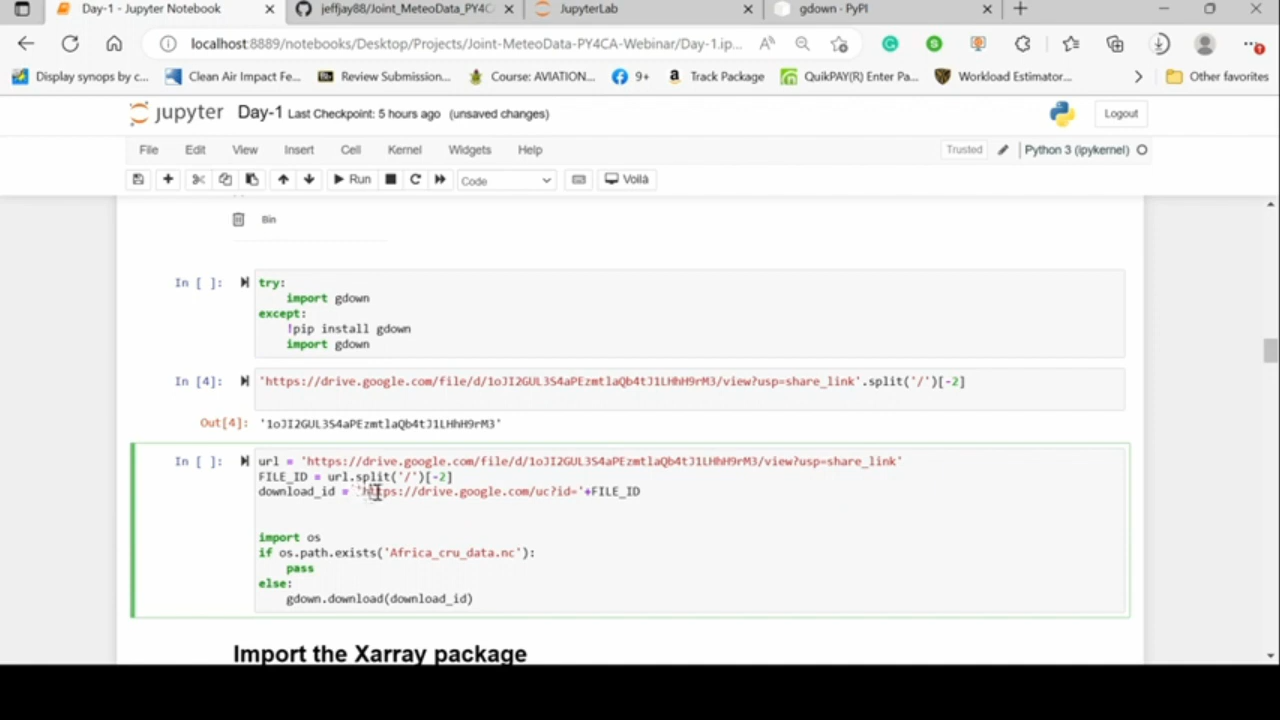 Day-1 - Jupyter Notebook
jeffjay88/Joint_MeteoData_PY4C
JupyterLab
gdown · PyPI
localhost:8889/notebooks/Desktop/Projects/Joint-MeteoData-PY4CA-Webinar/Day-1.ip...
Display synops by c...
Clean Air Impact Fe...
Review Submission...
Course: AVIATION...
9+
Track Package
QuikPAY(R) Enter Pa...
Workload Estimator...
Other favorites
jupyter Day-1 Last Checkpoint: 5 hours ago (unsaved changes)
Logout
File Edit View Insert Cell Kernel Widgets Help
Trusted
Python 3 (ipykernel)
Run
Code
Voilà
Bin
In [ ]:
try:
import gdown
except:
!pip install gdown
import gdown
In [4]:
'https://drive.google.com/file/d/1oJI2GUL3S4aPEzmtlaQb4tJ1LHhH9rM3/view?usp=share_link'.split('/')[-2]
Out[4]: '1oJI2GUL3S4aPEzmtlaQb4tJ1LHhH9rM3'
In [ ]:
url = 'https://drive.google.com/file/d/1oJI2GUL3S4aPEzmtlaQb4tJ1LHhH9rM3/view?usp=share_link'
FILE_ID = url.split('/')[-2]
download_id = 'https://drive.google.com/uc?id='+FILE_ID
import os
if os.path.exists('Africa_cru_data.nc'):
pass
else:
gdown.download(download_id)
Import the Xarray package